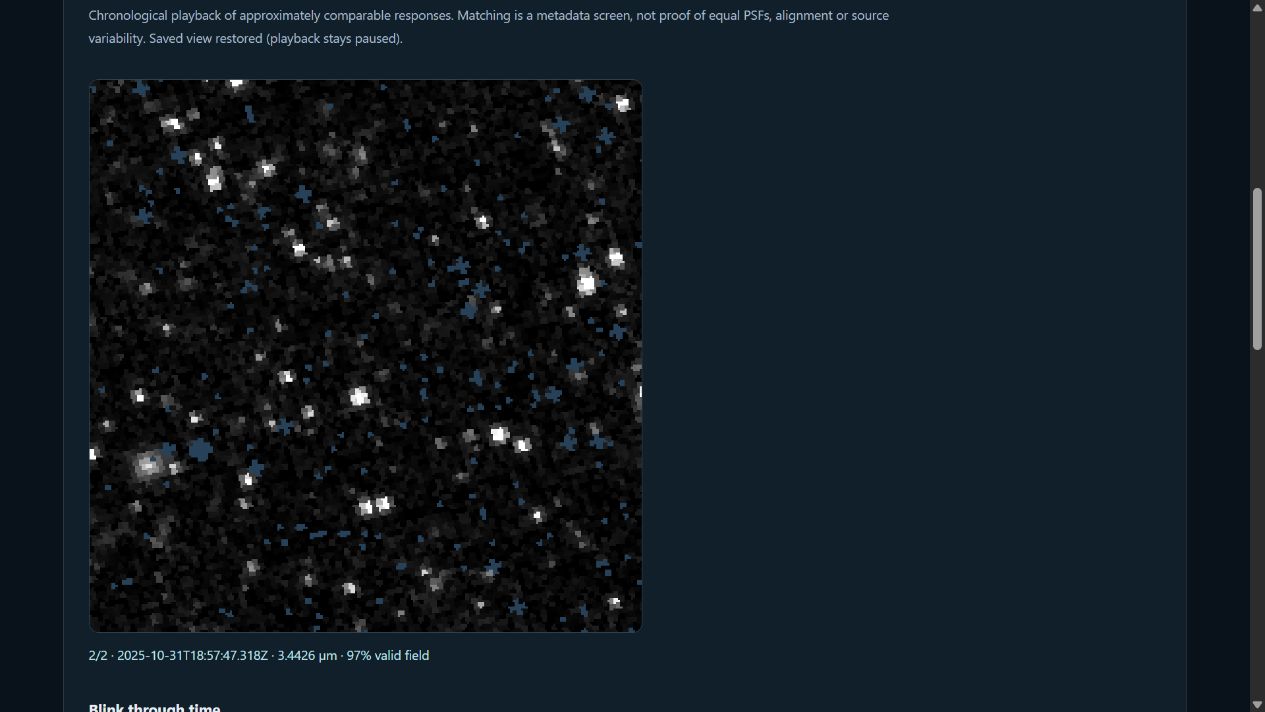 Chronological playback of approximately comparable responses. Matching is a metadata screen, not proof of equal PSFs, alignment or source
variability. Saved view restored (playback stays paused).
2/2 · 2025-10-31T18:57:47.318Z · 3.4426 µm · 97% valid field
Blink through time